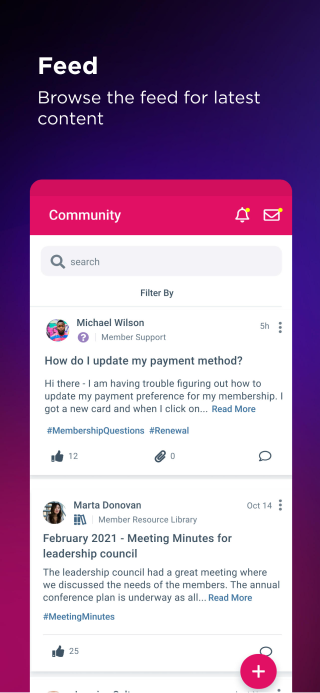 Feed
Browse the feed for latest
content
Community
search
Filter By
Michael Wilson
5h
Member Support
How do I update my payment method?
Hi there - I am having trouble figuring out how to
update my payment preference for my membership. I
got a new card and when I click on... Read More
#MembershipQuestions #Renewal
12
0
Marta Donovan
Oct 14
Member Resource Library
February 2021 - Meeting Minutes for
leadership council
The leadership council had a great meeting where
we discussed the needs of the members. The annual
conference plan is underway as all... Read More
#MeetingMinutes
25